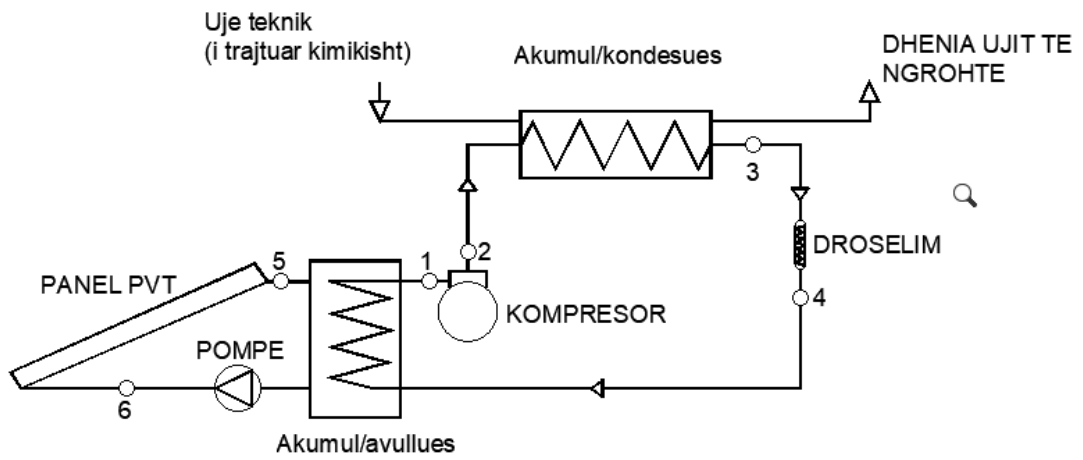 Uje teknik
(i trajtuar kimikisht)
Akumul/kondesues
DHENIA UJIT TE
NGROHTE
3
DROSELIM
4
5
1
2
PANEL PVT
KOMPRESOR
POMPE
6
Akumul/avullues